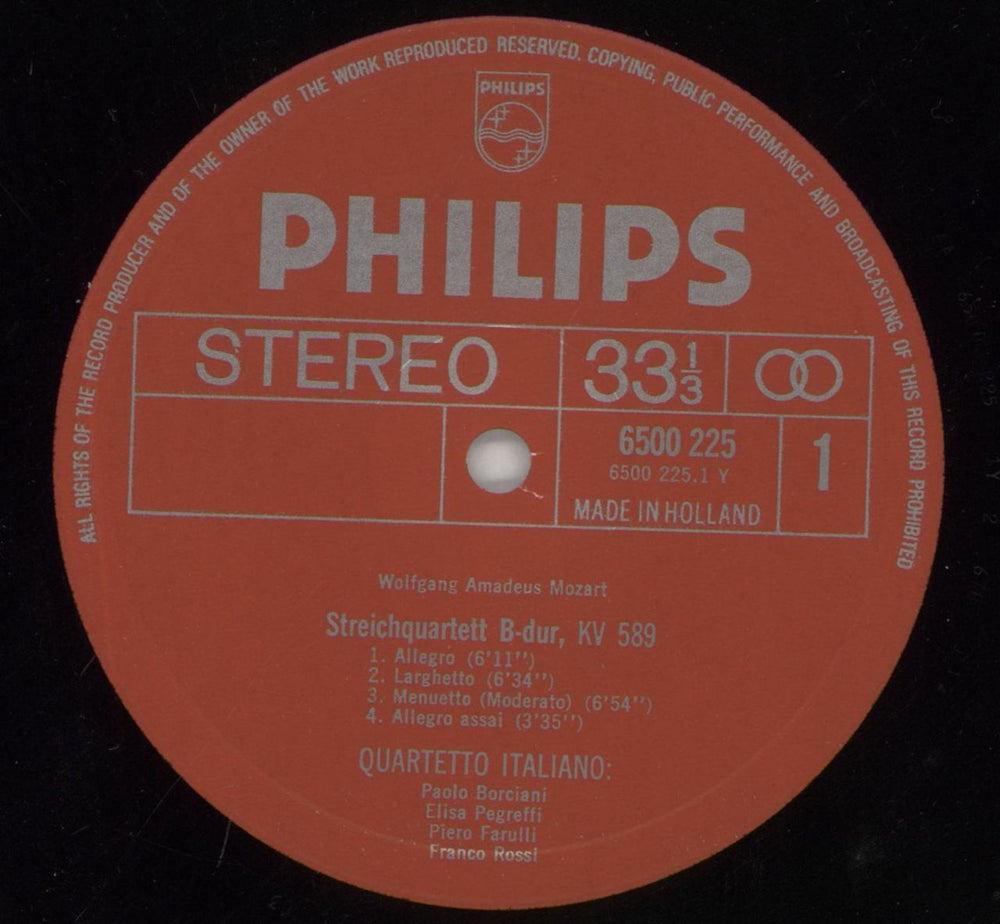 ALL RIGHTS OF THE RECORD PRODUCER AND OF THE OWNER OF THE WORK REPRODUCED RESERVED. COPYING, PUBLIC PERFORMANCE AND BROADCASTING OF THIS RECORD PROHIBITED
PHILIPS
PHILIPS
STEREO 33 1/3
6500 225
6500 225.1 Y
1
MADE IN HOLLAND
Wolfgang Amadeus Mozart
Streichquartett B-dur, KV 589
1. Allegro (6'11'')
2. Larghetto (6'34'')
3. Menuetto (Moderato) (6'54'')
4. Allegro assai (3'35'')
QUARTETTO ITALIANO:
Paolo Borciani
Elisa Pegreffi
Piero Farulli
Franco Rossi